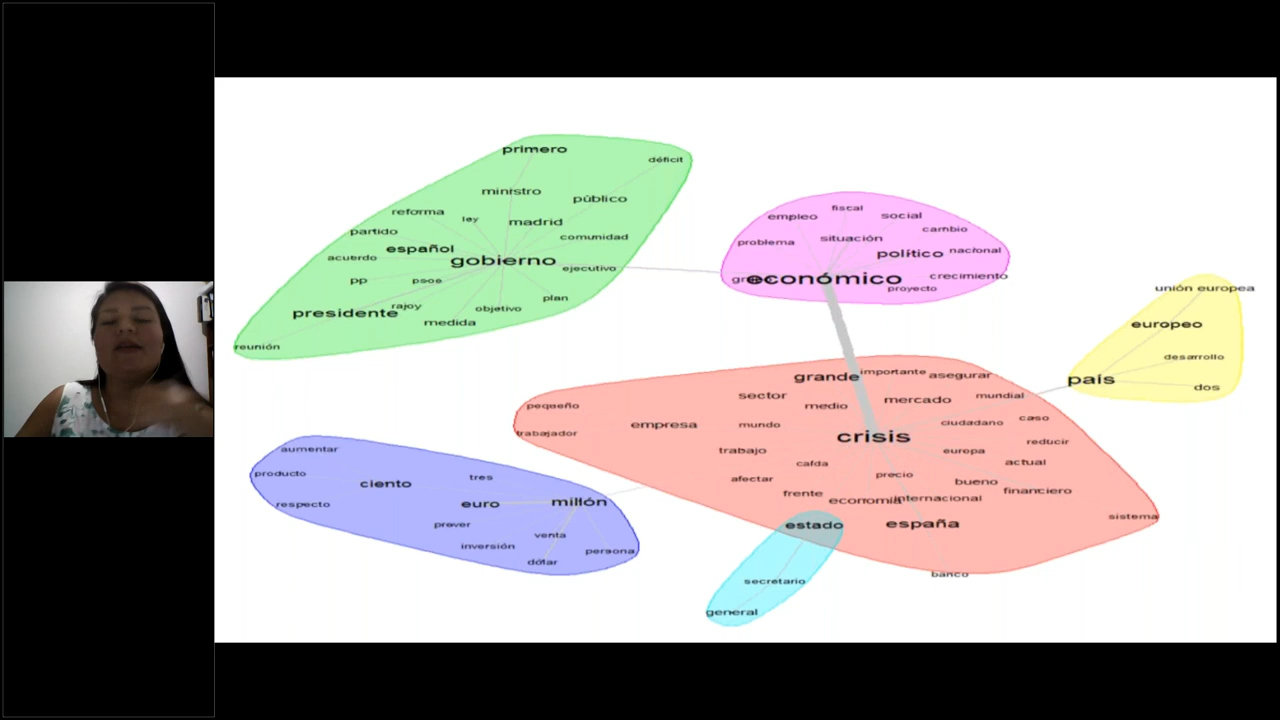 primero
déficit
ministro
público
reforma
ley
madrid
partido
comunidad
español
acuerdo
gobierno
ejecutivo
pp
psoe
plan
rajoy
objetivo
presidente
medida
reunión
fiscal
empleo
social
cambio
problema
situación
político
nacional
económico
crecimiento
proyecto
unión europea
europeo
desarrollo
país
dos
grande
importante
asegurar
sector
mercado
mundial
pequeño
medio
empresa
mundo
ciudadano
caso
trabajador
crisis
reducir
trabajo
europa
caída
actual
afectar
precio
bueno
frente
economía
internacional
financiero
sistema
españa
banco
estado
secretario
general
aumentar
producto
tres
ciento
respecto
euro
millón
prever
venta
inversión
persona
dólar